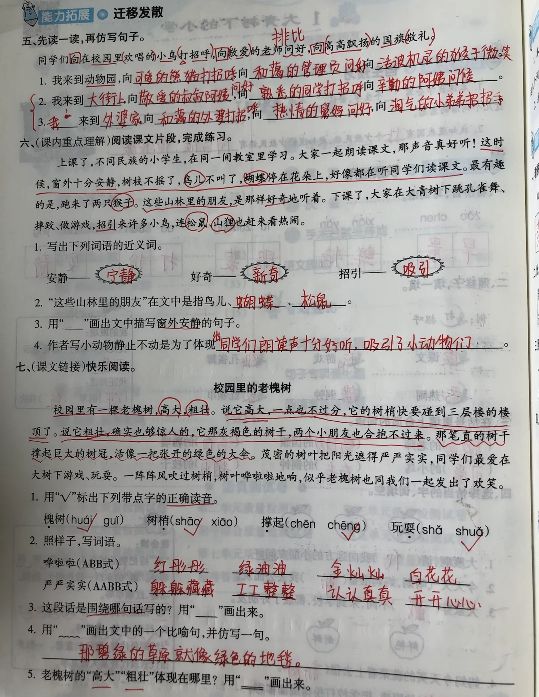 能力拓展 迁移发散
五、先读一读,再仿写句子。 排比
同学们向在校园里欢唱的小鸟打招呼,向敬爱的老师问好,向高高飘扬的国旗敬礼。
1. 我来到动物园,向可爱的熊猫打招呼向和蔼的管理员问好向活波机灵的猴子微笑
2. 我来到大街上向敬爱的叔叔阿姨问好向熟悉的同学打招呼向辛勤的阿姨问候。
3. 我来到外婆家向和蔼的外婆打招呼,向热情的舅妈问好,向淘气的小弟弟招手
六、(课内重点理解)阅读课文片段,完成练习。
上课了,不同民族的小学生,在同一间教室里学习。大家一起朗读课文,那声音真好听!这时
候,窗外十分安静,树枝不摇了,鸟儿不叫了,蝴蝶停在花朵上,好像都在听同学们读课文。最有趣
的是,跑来了两只猴子。这些山林里的朋友,是那样好奇地听着。下课了,大家在大青树下跳孔雀舞、
摔跤、做游戏,招引来许多小鸟,连松鼠、山狸也赶来看热闹。
1. 写出下列词语的近义词。
安静——宁静 好奇——新奇 招引——吸引
2. “这些山林里的朋友”在文中是指鸟儿、蝴蝶、松鼠。
3. 用“___”画出文中描写窗外安静的句子。
4. 作者写小动物静止不动是为了体现同学们朗读声十分好听,吸引了小动物们。
七、(课文链接)快乐阅读。
校园里的老槐树
校园里有一棵老槐树,高大、粗壮。说它高大,一点也不过分,它的树梢快要碰到三层楼的楼
顶了。说它粗壮,确实也够惊人的,它那灰褐色的树干,两个小朋友也合抱不过来。那笔直的树干
撑起巨大的树冠,活像一把张开的绿色的大伞。茂密的树叶把阳光遮得严严实实,同学们最爱在
大树下游戏、玩耍。一阵阵风吹过树梢,树叶哗啦啦地响,似乎老槐树也同我们一起发出了欢笑。
1. 用“√”标出下列带点字的正确读音。
槐树(huái guī) 树梢(shāo xiāo) 撑起(chēn chēng) 玩耍(shǎ shuǎ)
2. 照样子,写词语。
哗啦啦(ABB式) 红彤彤 绿油油 金灿灿 白花花
严严实实(AABB式) 躲躲藏藏 工工整整 认认真真 开开心心
3. 这段话是围绕哪句话写的?用“___”画出来。
4. 用“﹏﹏”画出文中的一个比喻句,并仿写一句。
那碧绿的草原就像绿色的地毯。
5. 老槐树的“高大”“粗壮”体现在哪里?用“___”画出来。